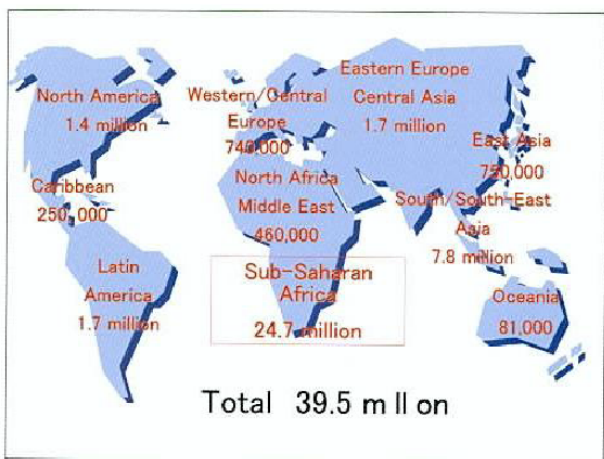 North America
1.4 million
Western/Central
Europe
740,000
Eastern Europe
Central Asia
1.7 million
East Asia
750,000
Caribbean
250,000
North Africa
Middle East
460,000
South/South-East
Asia
7.8 million
Latin
America
1.7 million
Sub-Saharan
Africa
24.7 million
Oceania
81,000
Total 39.5 m ll on